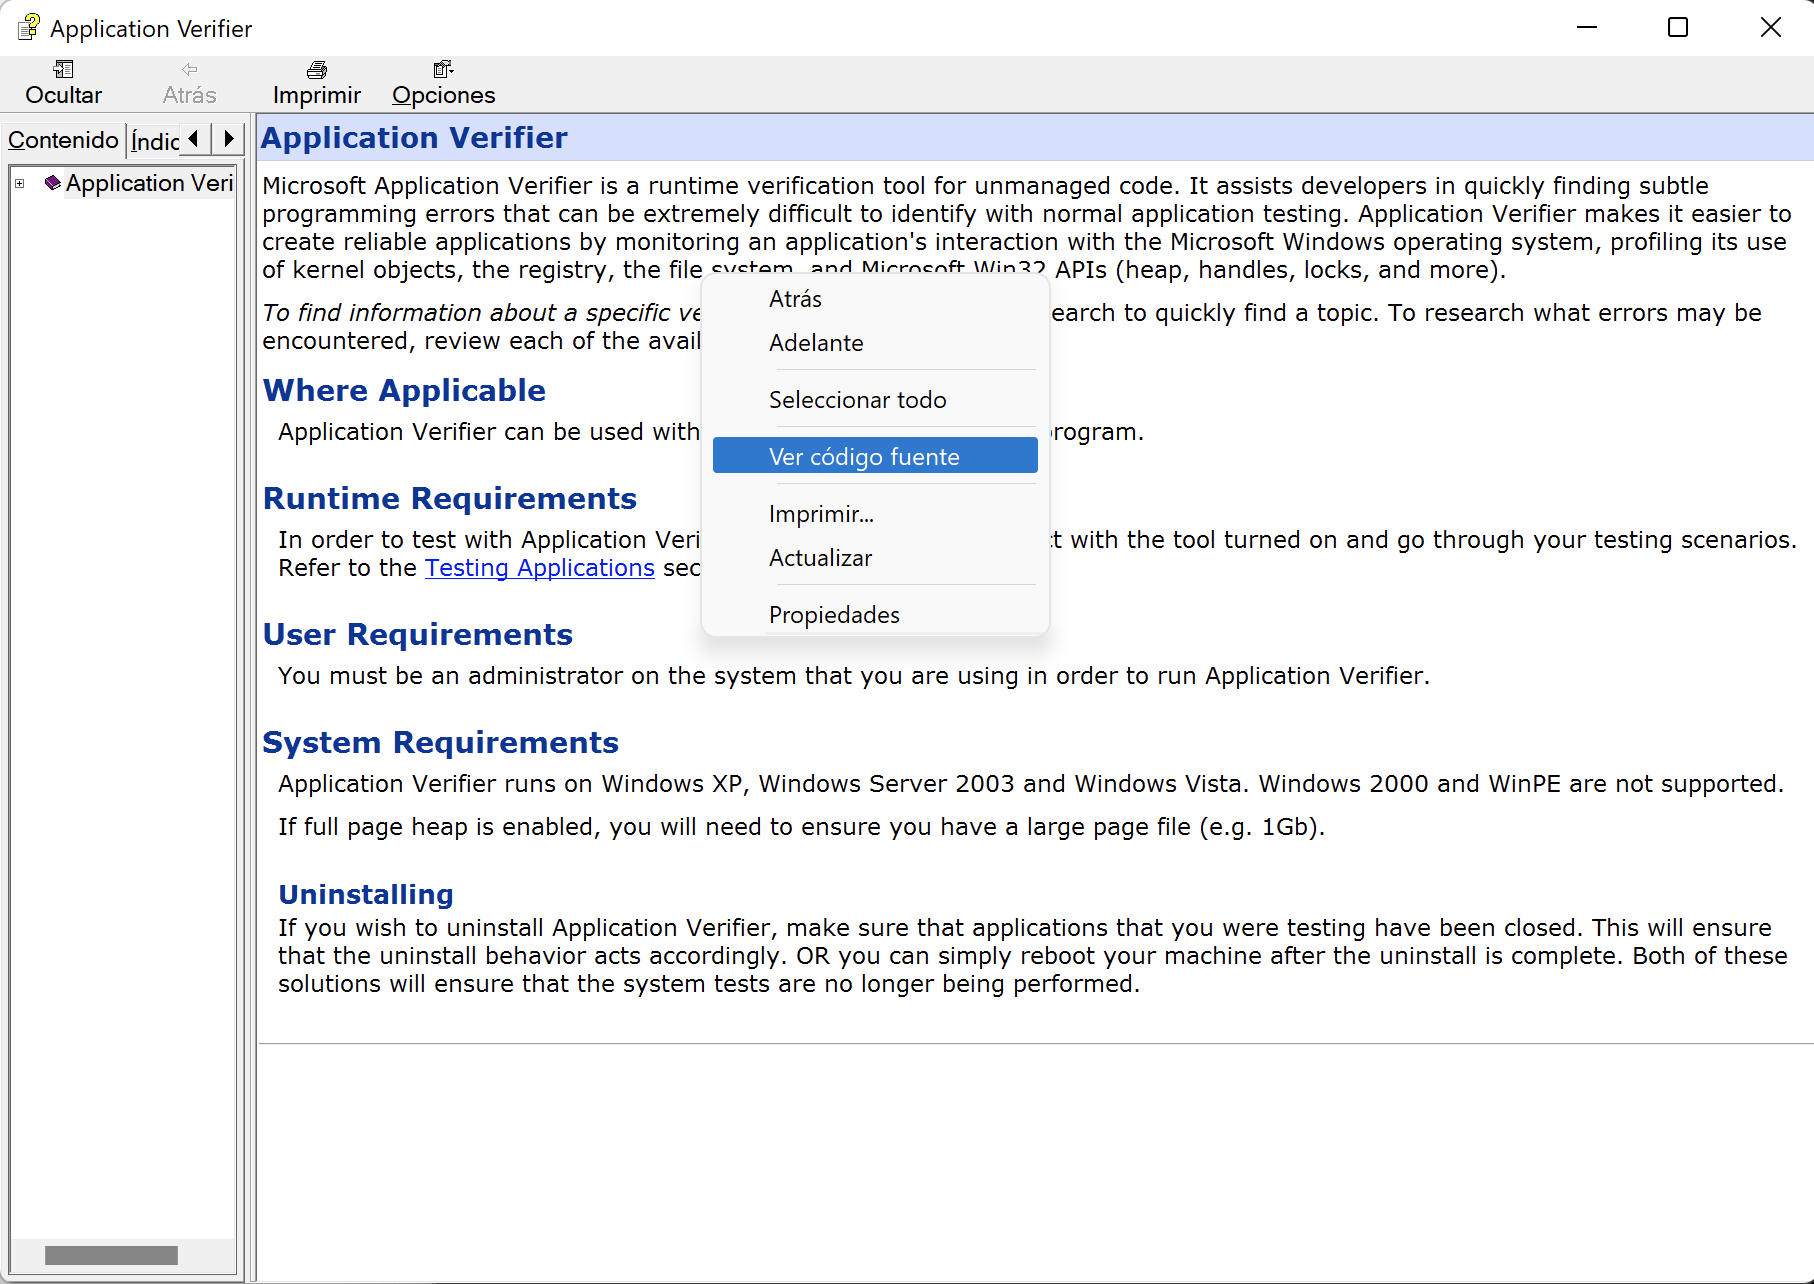 Application Verifier
Ocultar Atrás Imprimir Opciones
Contenido Índic
Application Veri
Application Verifier
Microsoft Application Verifier is a runtime verification tool for unmanaged code. It assists developers in quickly finding subtle
programming errors that can be extremely difficult to identify with normal application testing. Application Verifier makes it easier to
create reliable applications by monitoring an application's interaction with the Microsoft Windows operating system, profiling its use
of kernel objects, the registry, the file system, and Microsoft Win32 APIs (heap, handles, locks, and more).
To find information about a specific ve earch to quickly find a topic. To research what errors may be
encountered, review each of the avail
Where Applicable
Application Verifier can be used with rogram.
Runtime Requirements
In order to test with Application Veri t with the tool turned on and go through your testing scenarios.
Refer to the Testing Applications sec
User Requirements
You must be an administrator on the system that you are using in order to run Application Verifier.
System Requirements
Application Verifier runs on Windows XP, Windows Server 2003 and Windows Vista. Windows 2000 and WinPE are not supported.
If full page heap is enabled, you will need to ensure you have a large page file (e.g. 1Gb).
Uninstalling
If you wish to uninstall Application Verifier, make sure that applications that you were testing have been closed. This will ensure
that the uninstall behavior acts accordingly. OR you can simply reboot your machine after the uninstall is complete. Both of these
solutions will ensure that the system tests are no longer being performed.
Atrás
Adelante
Seleccionar todo
Ver código fuente
Imprimir...
Actualizar
Propiedades